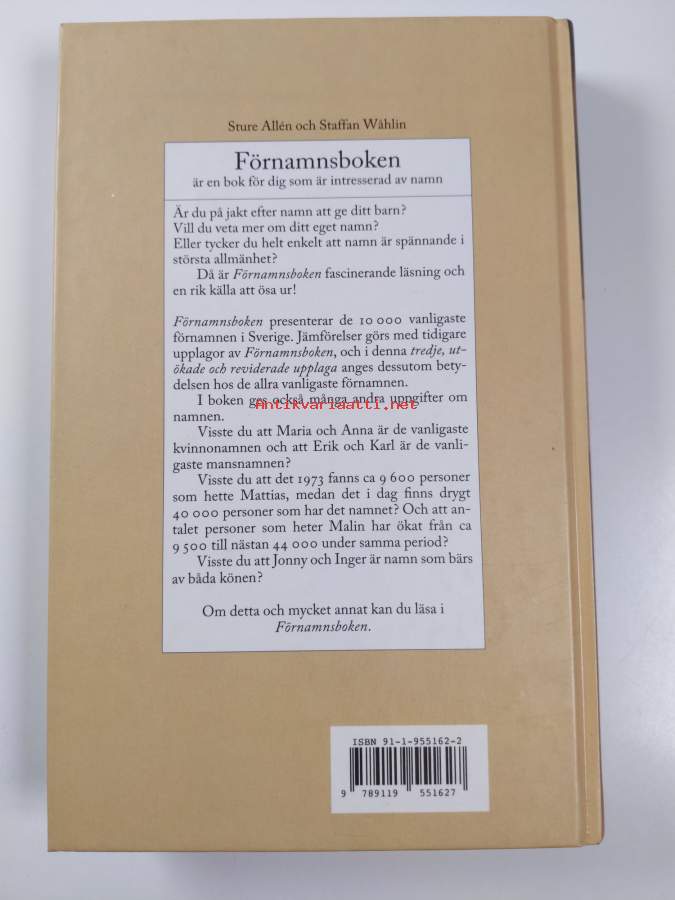 Sture Allén och Staffan Wåhlin
Förnamnsboken
är en bok för dig som är intresserad av namn
Är du på jakt efter namn att ge ditt barn?
Vill du veta mer om ditt eget namn?
Eller tycker du helt enkelt att namn är spännande i
största allmänhet?
Då är Förnamnsboken fascinerande läsning och
en rik källa att ösa ur!
Förnamnsboken presenterar de 10 000 vanligaste
förnamnen i Sverige. Jämförelser görs med tidigare
upplagor av Förnamnsboken, och i denna tredje, ut-
ökade och reviderade upplaga anges dessutom bety-
delsen hos de allra vanligaste förnamnen.
I boken ges också många andra uppgifter om
Antikvariaatti.net
namnen.
Visste du att Maria och Anna är de vanligaste
kvinnonamnen och att Erik och Karl är de vanli-
gaste mansnamnen?
Visste du att det 1973 fanns ca 9 600 personer
som hette Mattias, medan det i dag finns drygt
40 000 personer som har det namnet? Och att an-
talet personer som heter Malin har ökat från ca
9 500 till nästan 44 000 under samma period?
Visste du att Jonny och Inger är namn som bärs
av båda könen?
Om detta och mycket annat kan du läsa i
Förnamnsboken.
ISBN 91-1-955162-2
9 789119 551627